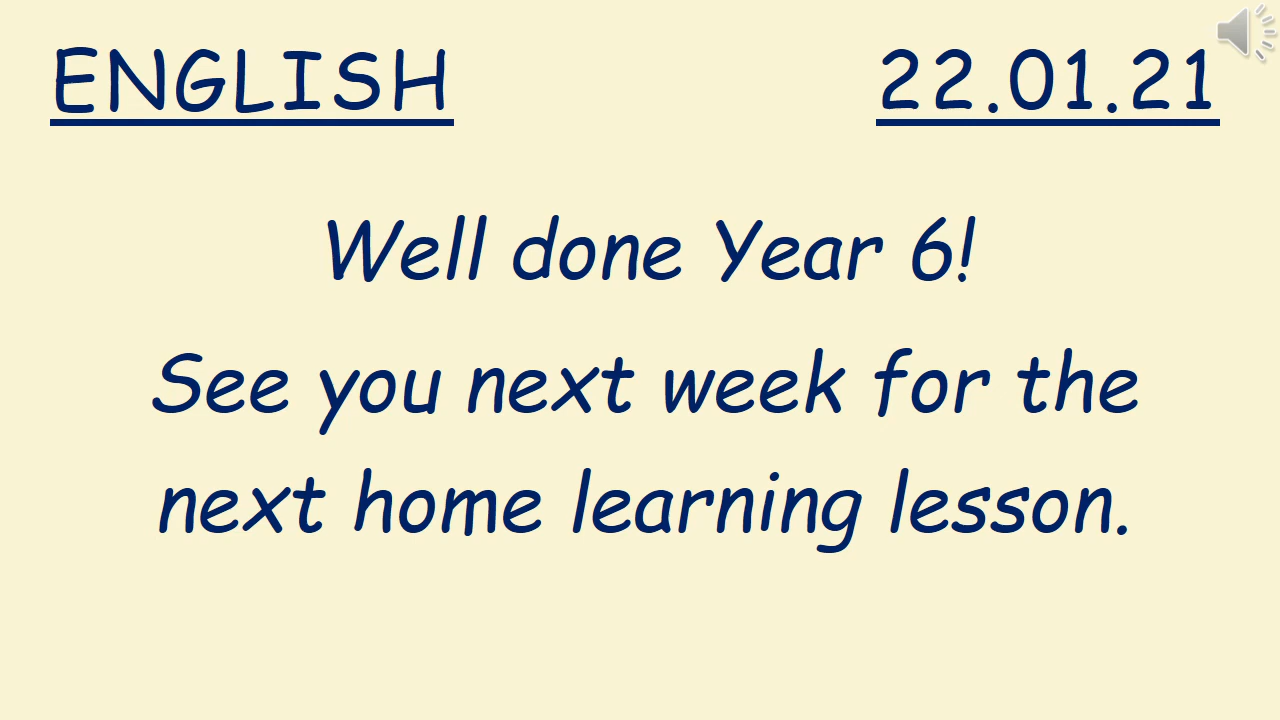 ENGLISH 22.01.21
Well done Year 6!
See you next week for the
next home learning lesson.